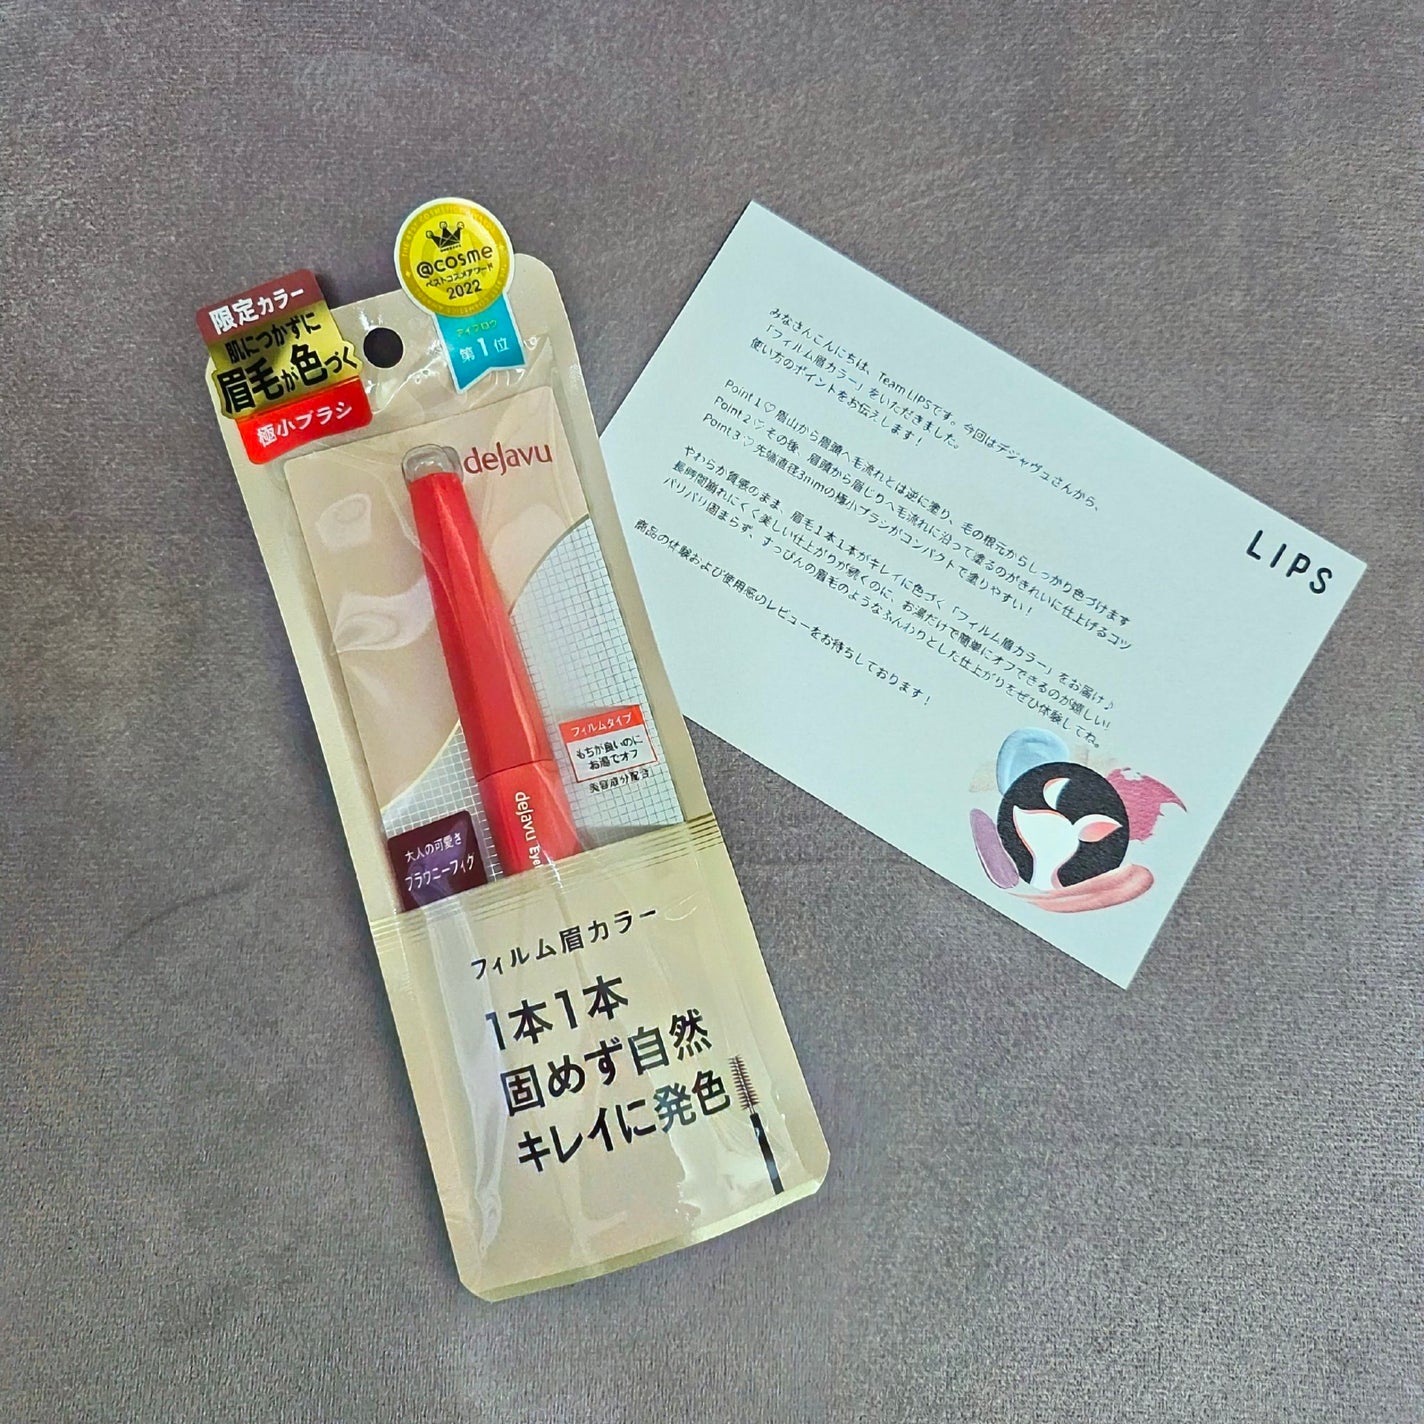 限定カラー
肌につかずに
眉毛が色づく
極小ブラシ
@cosme
ベストコスメアワード
2022
アイブロウ
第1位
deJavu
フィルムタイプ
もちが良いのに
お湯でオフ
美容成分配合
deJavu Eye
大人の可愛さ
ブラウニーフィグ
フィルム眉カラー
1本1本
固めず自然
キレイに発色
LIPS
みなさんこんにちは、Team LIPSです。今回はデジャヴュさんから、
「フィルム眉カラー」をいただきました。
使い方のポイントをお伝えします!
Point 1♡眉山から眉頭へ毛流れとは逆に塗り、毛の根元からしっかり色づけます
Point 2♡その後、眉頭から眉じりへ毛流れに沿って塗るのがきれいに仕上げるコツ
Point 3♡先端直径3mmの極小ブラシがコンパクトで塗りやすい!
やわらか質感のまま、眉毛1本1本がキレイに色づく「フィルム眉カラー」をお届け♪
長時間崩れにくく美しい仕上がりが続くのに、お湯だけで簡単にオフできるのが嬉しい!
パリパリ固まらず、すっぴんの眉毛のようなふんわりとした仕上がりをぜひ体験してね。
商品の体験および使用感のレビューをお待ちしております!